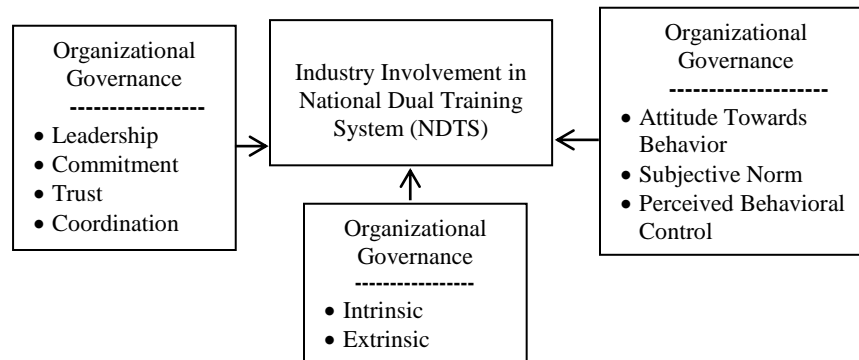 Organizational
Governance
--------------------
• Leadership
• Commitment
• Trust
• Coordination
Industry Involvement in
National Dual Training
System (NDTS)
Organizational
Governance
--------------------
• Attitude Towards
Behavior
• Subjective Norm
• Perceived Behavioral
Control
Organizational
Governance
-----------------
• Intrinsic
• Extrinsic